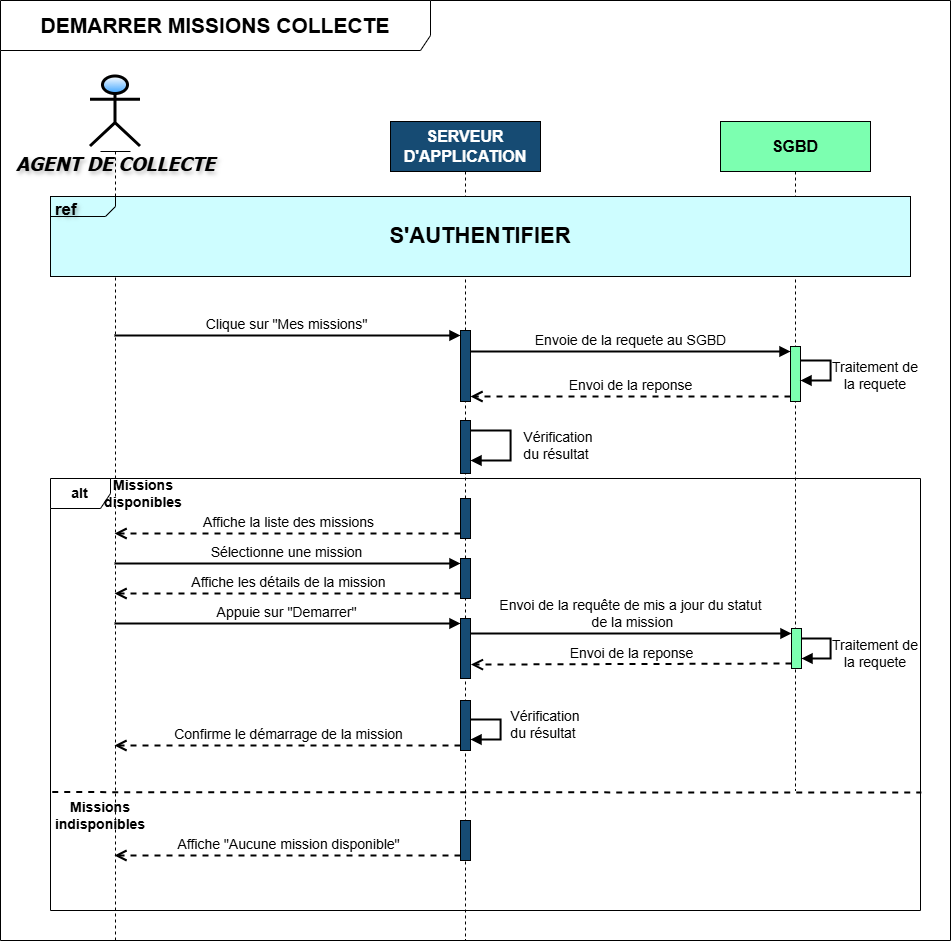 DEMARRER MISSIONS COLLECTE
SERVEUR
D'APPLICATION
SGBD
AGENT DE COLLECTE
ref
S'AUTHENTIFIER
Clique sur "Mes missions"
Envoie de la requete au SGBD
Traitement de
la requete
Envoi de la reponse
Vérification
du résultat
alt
Missions
disponibles
Affiche la liste des missions
Sélectionne une mission
Affiche les détails de la mission
Appuie sur "Demarrer"
Envoi de la requête de mis a jour du statut
de la mission
Traitement de
la requete
Envoi de la reponse
Vérification
du résultat
Confirme le démarrage de la mission
Missions
indisponibles
Affiche "Aucune mission disponible"